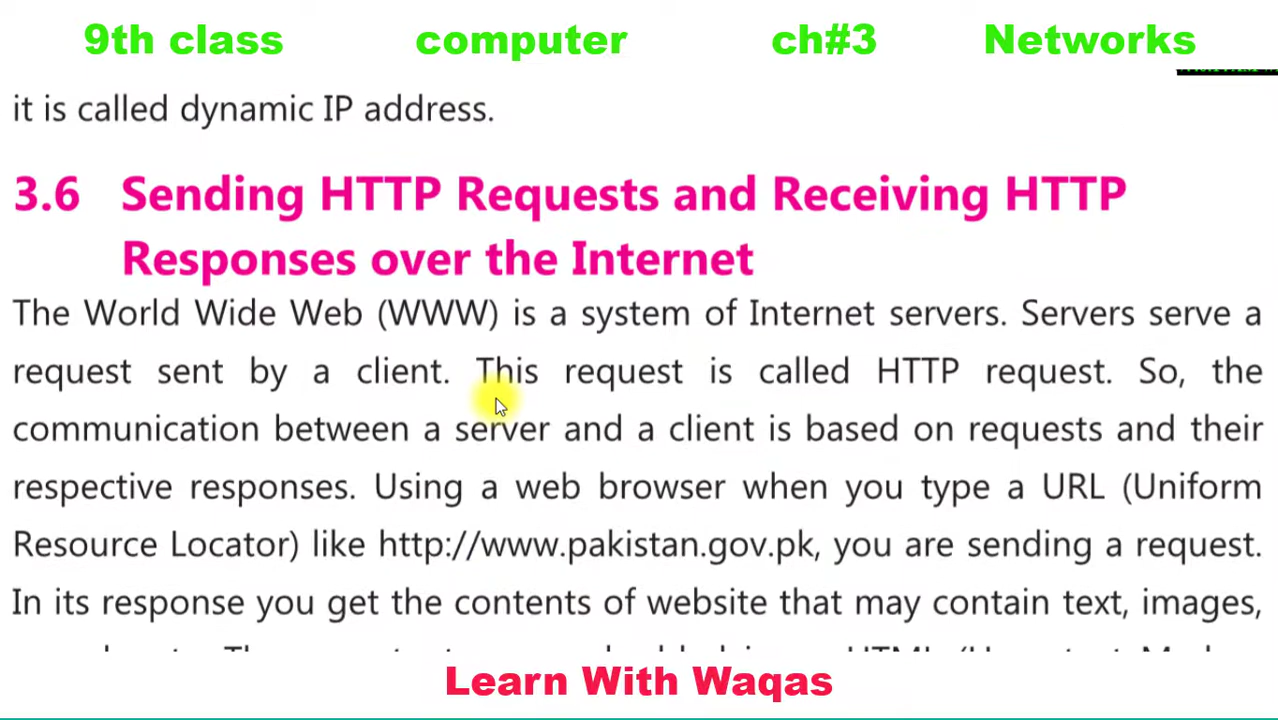 9th class computer ch#3 Networks
it is called dynamic IP address.
3.6 Sending HTTP Requests and Receiving HTTP
Responses over the Internet
The World Wide Web (WWW) is a system of Internet servers. Servers serve a
request sent by a client. This request is called HTTP request. So, the
communication between a server and a client is based on requests and their
respective responses. Using a web browser when you type a URL (Uniform
Resource Locator) like http://www.pakistan.gov.pk, you are sending a request.
In its response you get the contents of website that may contain text, images,
Learn With Waqas